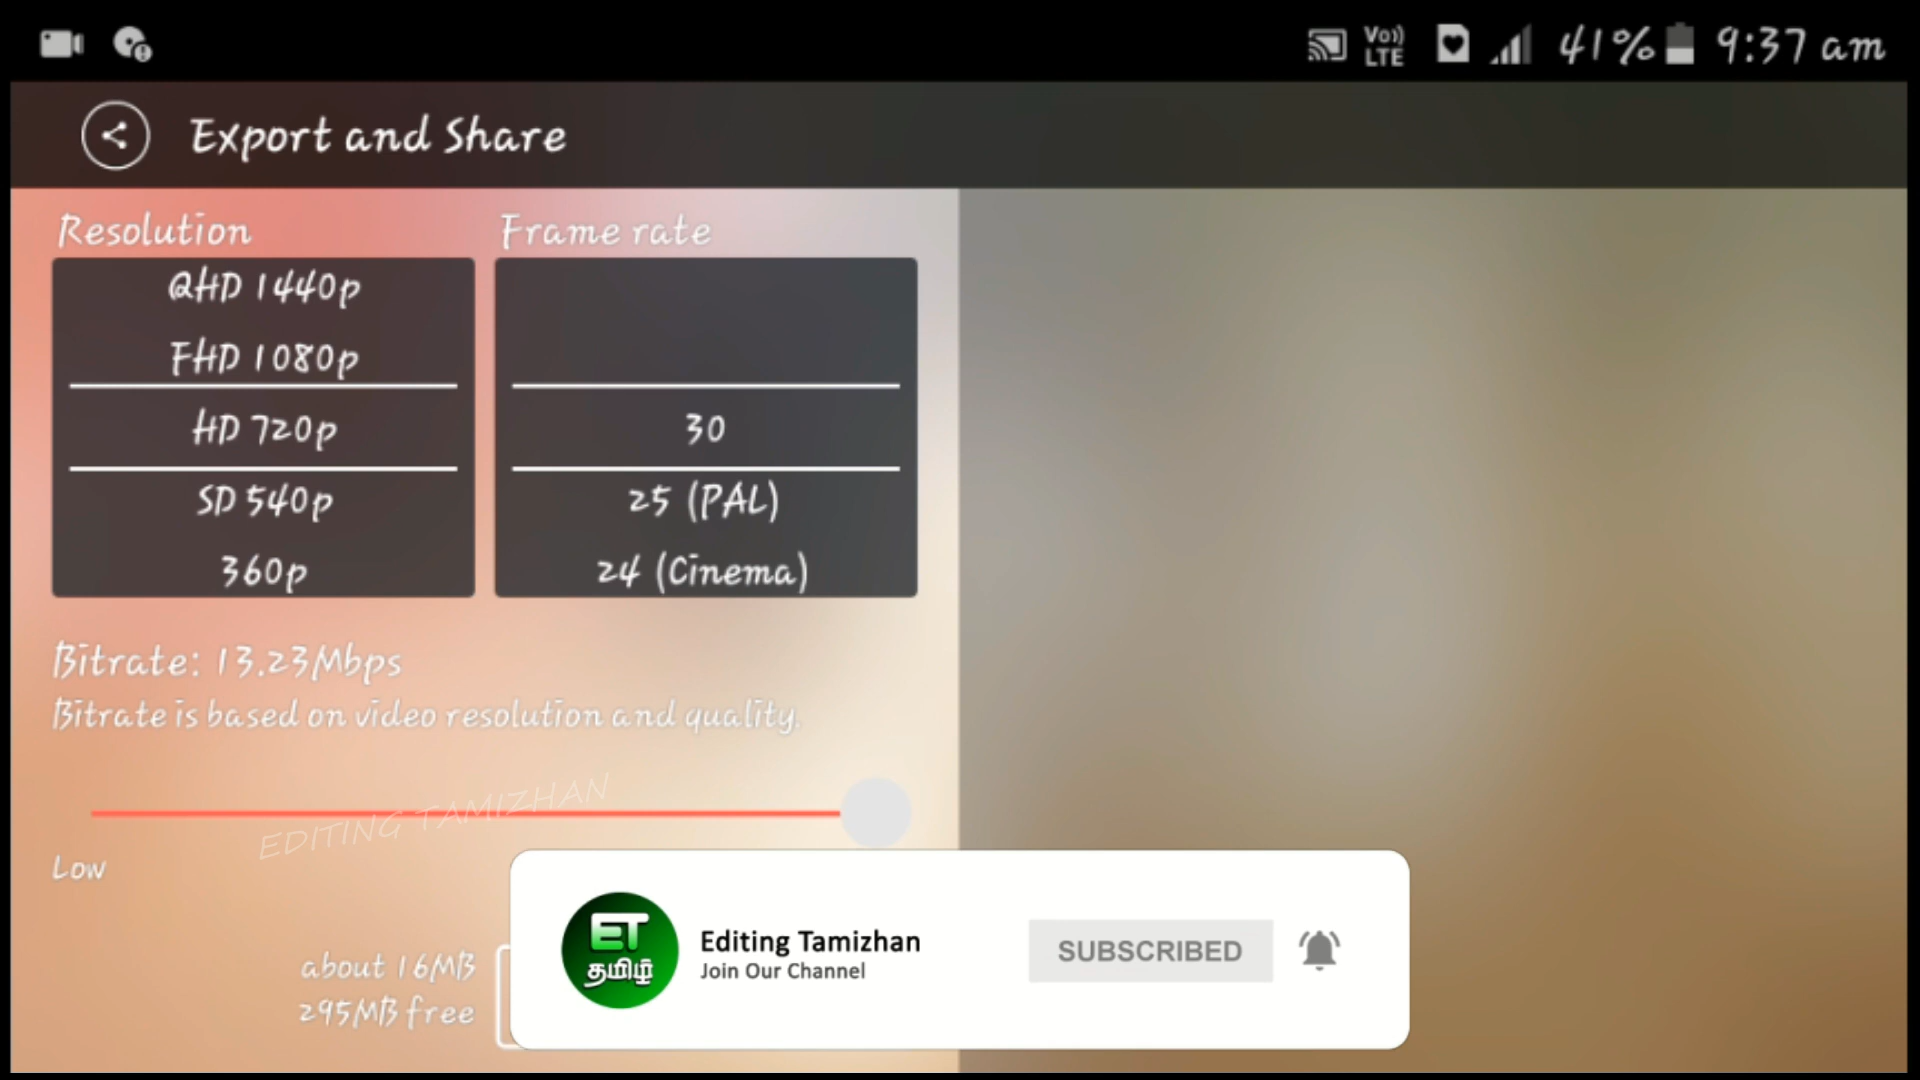 Vo)) LTE 41% 9:37 am
Export and Share
Resolution
QHD 1440p
FHD 1080p
HD 720p
SD 540p
360p
Frame rate
30
25 (PAL)
24 (Cinema)
Bitrate: 13.23Mbps
Bitrate is based on video resolution and quality.
EDITING TAMIZHAN
Low
about 16MB
295MB free
ET
தமிழ்
Editing Tamizhan
Join Our Channel
SUBSCRIBED